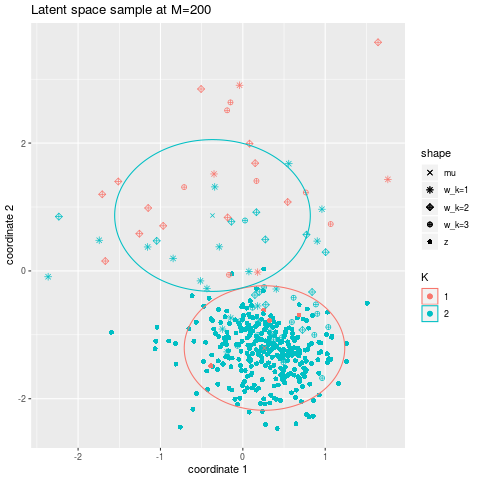 Latent space sample at M=200
coordinate 2
2
0
-2
-2
-1
0
1
coordinate 1
shape
mu
w_k=1
w_k=2
w_k=3
z
K
1
2